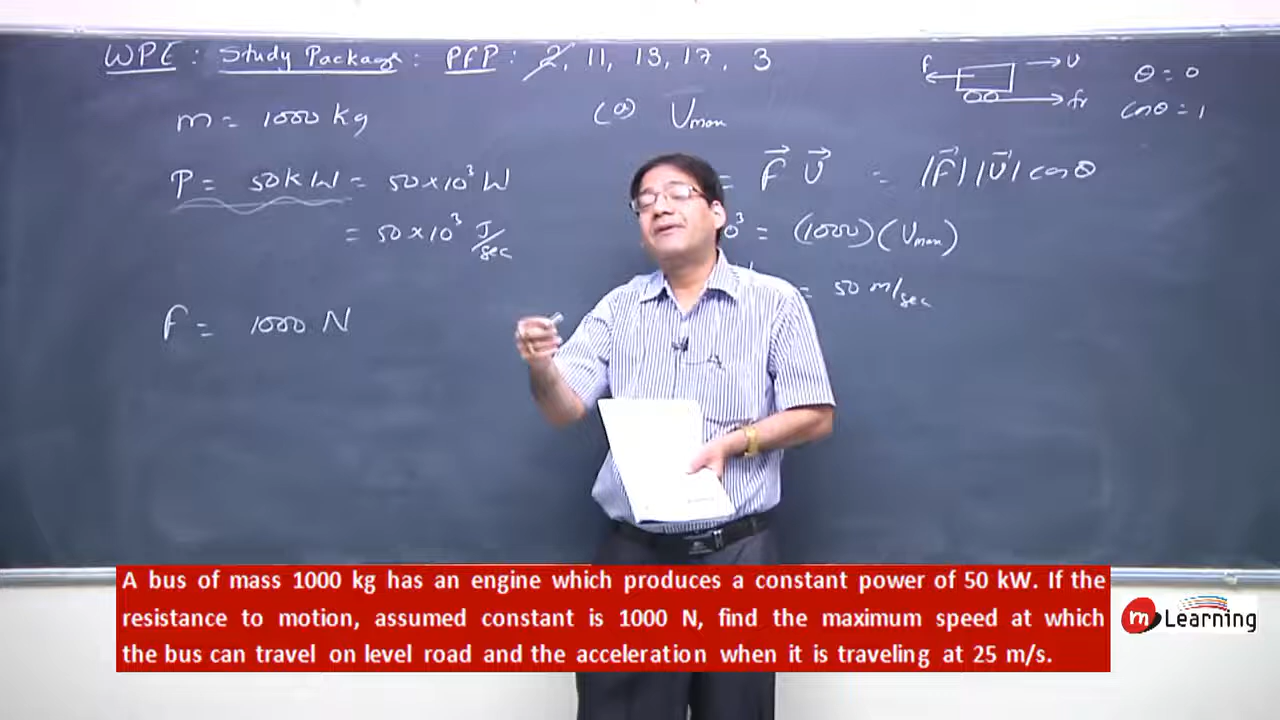 WPE : Study Package : PFP : 2, 11, 13, 17, 3
f v θ = 0
fr cosθ = 1
m = 1000 kg (a) Vmax
P = 50 kW = 50 × 10³ W = F⃗ V⃗ = |F⃗| |V⃗| cosθ
= 50 × 10³ J/sec 0³ = (1000) (Vmax)
= 50 m/sec
f = 1000 N
A bus of mass 1000 kg has an engine which produces a constant power of 50 kW. If the
resistance to motion, assumed constant is 1000 N, find the maximum speed at which
the bus can travel on level road and the acceleration when it is traveling at 25 m/s.
m Learning